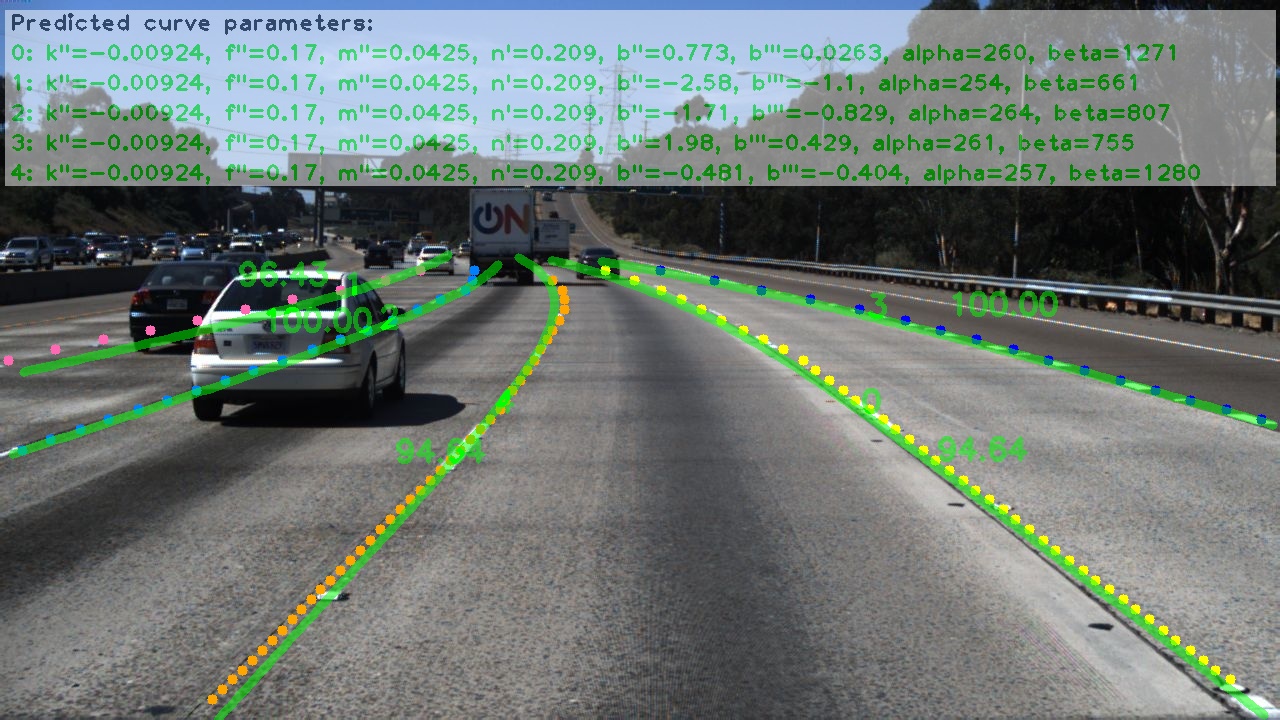 Predicted curve parameters:
0: k''=-0.00924, f''=0.17, m''=0.0425, n'=0.209, b''=0.773, b'''=0.0263, alpha=260, beta=1271
1: k''=-0.00924, f''=0.17, m''=0.0425, n'=0.209, b''=-2.58, b'''=-1.1, alpha=254, beta=661
2: k''=-0.00924, f''=0.17, m''=0.0425, n'=0.209, b''=-1.71, b'''=-0.829, alpha=264, beta=807
3: k''=-0.00924, f''=0.17, m''=0.0425, n'=0.209, b''=1.98, b'''=0.429, alpha=261, beta=755
4: k''=-0.00924, f''=0.17, m''=0.0425, n'=0.209, b''=-0.481, b'''=-0.404, alpha=257, beta=1280
ON
96.45 1
100.00 2
3 100.00
0
94.64
94.64